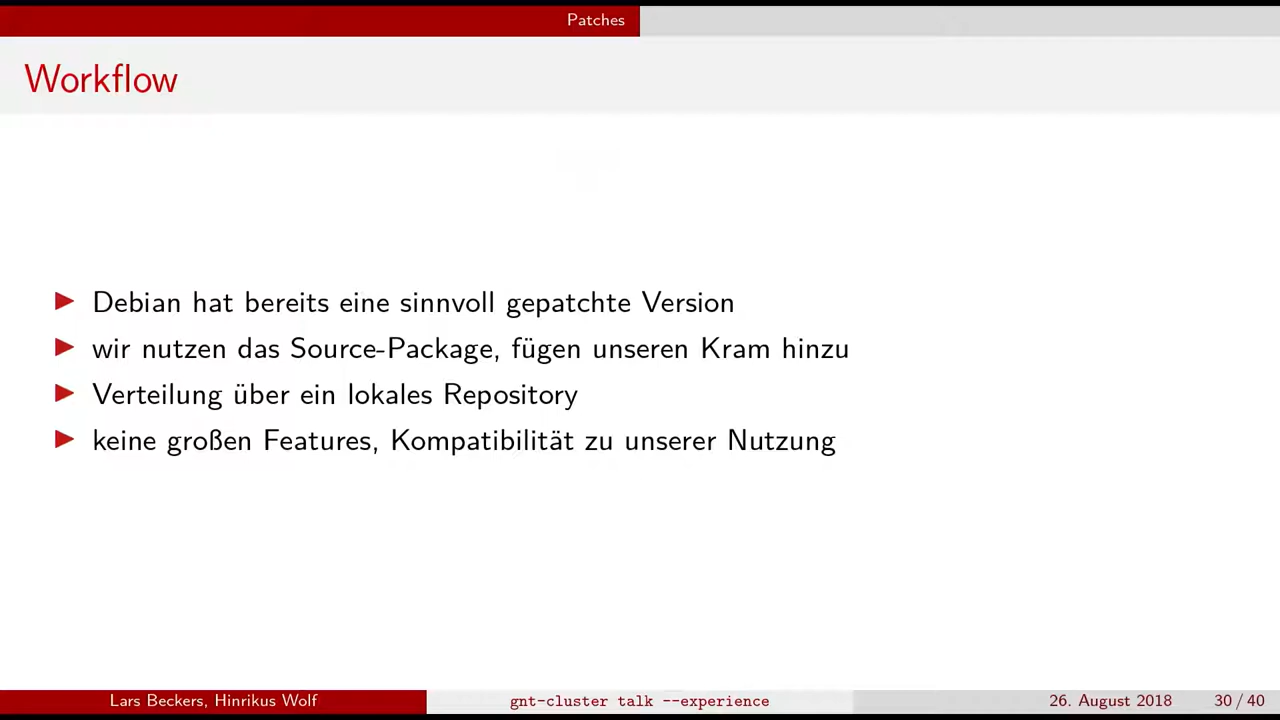 Patches
Workflow
Debian hat bereits eine sinnvoll gepatchte Version
wir nutzen das Source-Package, fügen unseren Kram hinzu
Verteilung über ein lokales Repository
keine großen Features, Kompatibilität zu unserer Nutzung
Lars Beckers, Hinrikus Wolf
gnt-cluster talk --experience
26. August 2018
30 / 40